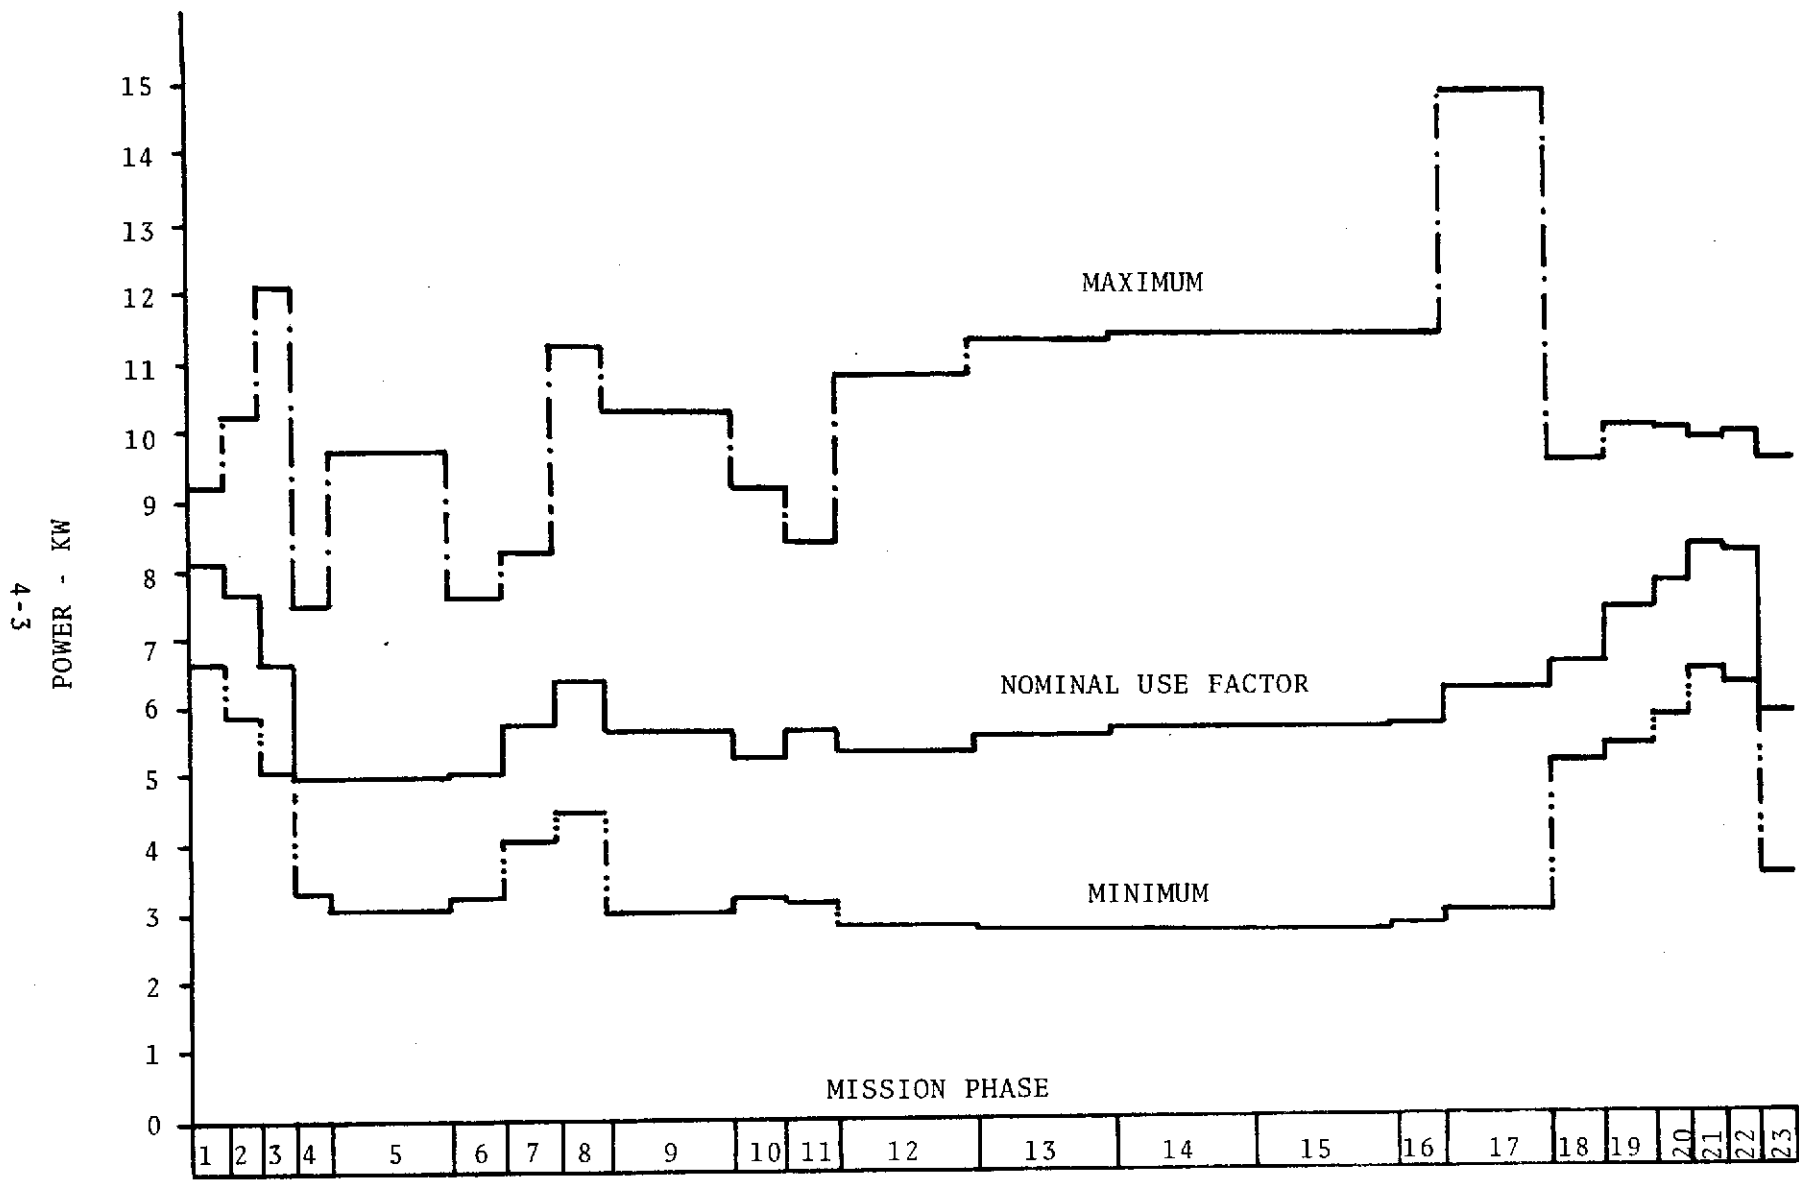 15
14
13
12
11
10
9
8
7
6
5
4
3
2
1
0
POWER - KW
4-3
MAXIMUM
NOMINAL USE FACTOR
MINIMUM
MISSION PHASE
1 2 3 4 5 6 7 8 9 10 11 12 13 14 15 16 17 18 19 20 21 22 23